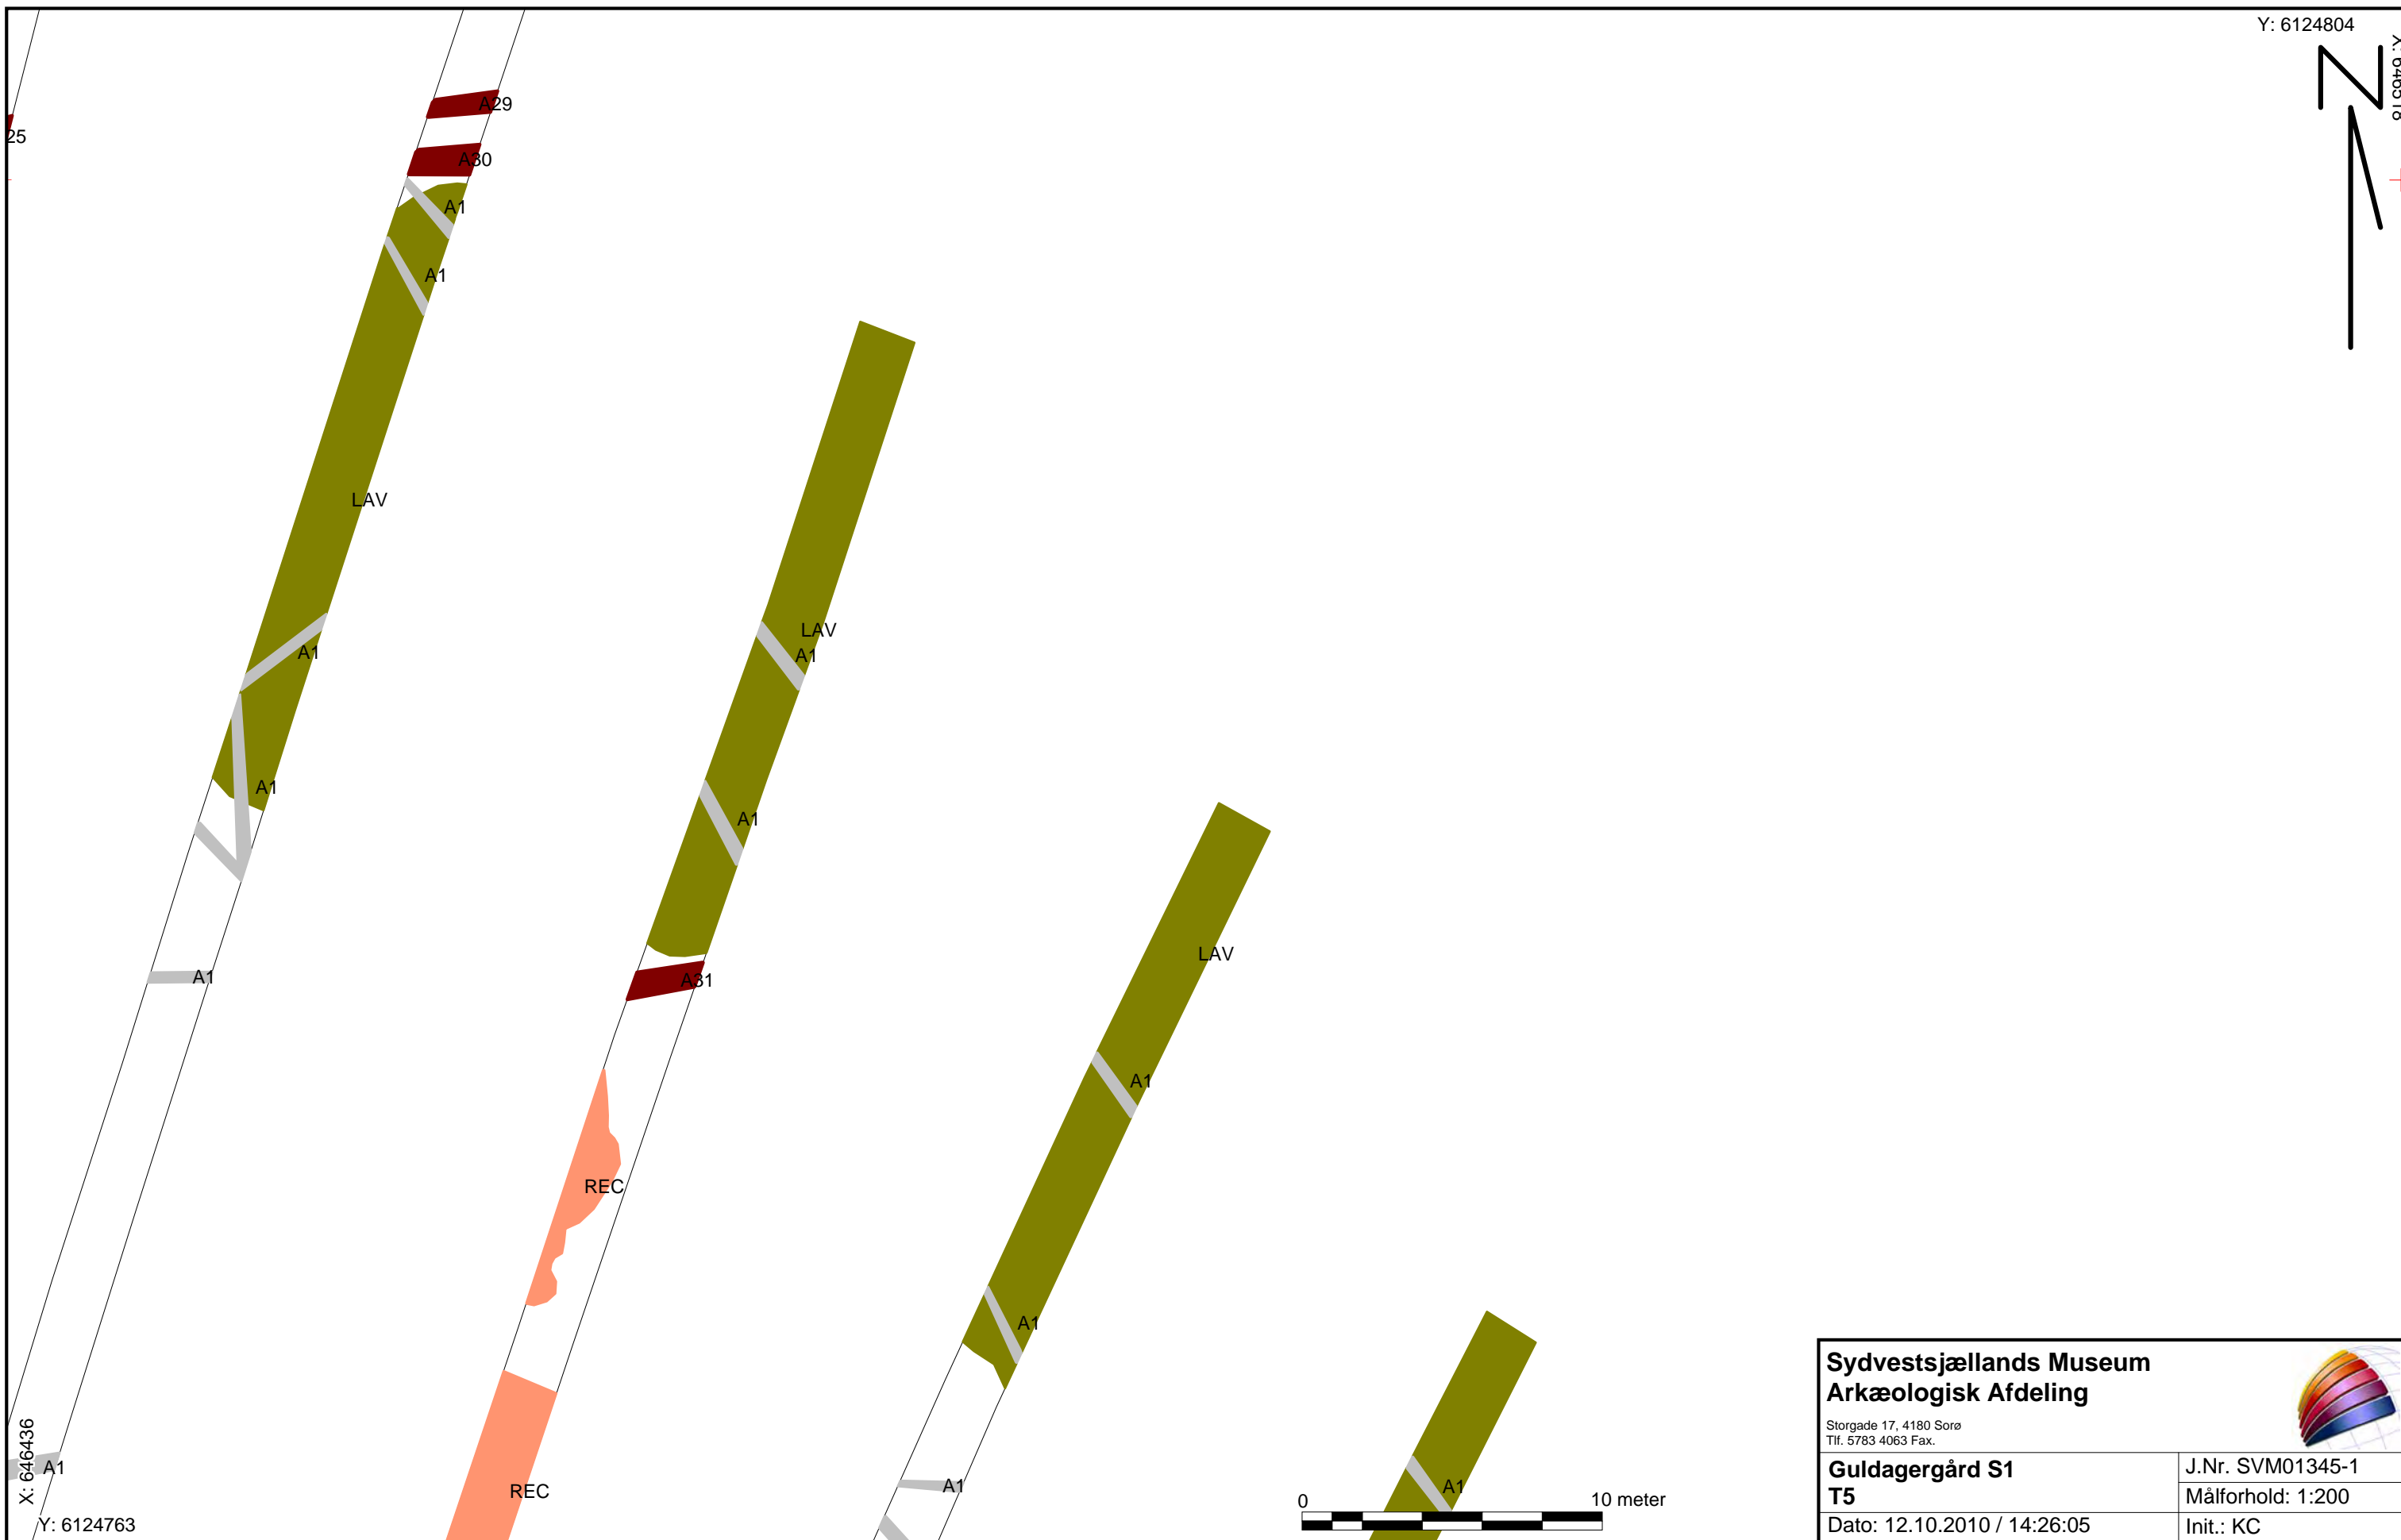 Y: 6124804
X: 646518
A29
25
A30
A1
A1
LAV
LAV
A1
A1
A1
A1
LAV
A1
A31
A1
REC
A1
X: 646436
A1
A1
A1
REC
0
10 meter
Y: 6124763
Sydvestsjællands Museum
Arkæologisk Afdeling
Storgade 17, 4180 Sorø
Tlf. 5783 4063 Fax.
Guldagergård S1
T5
J.Nr. SVM01345-1
Målforhold: 1:200
Dato: 12.10.2010 / 14:26:05
Init.: KC